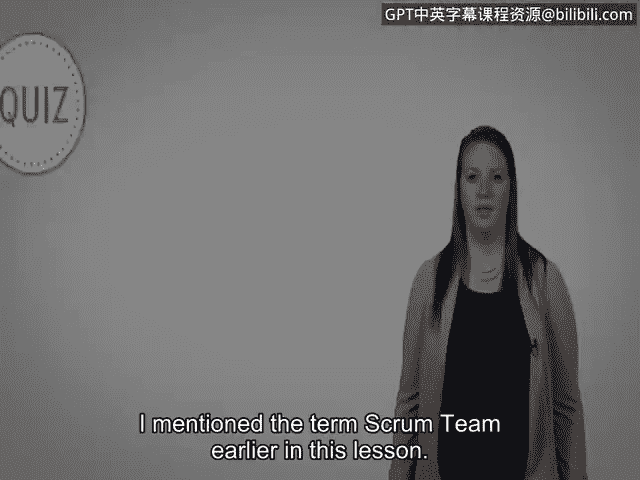 GPT中英字幕课程资源@bilibili.com
QUIZ
I mentioned the term Scrum Team
earlier in this lesson.